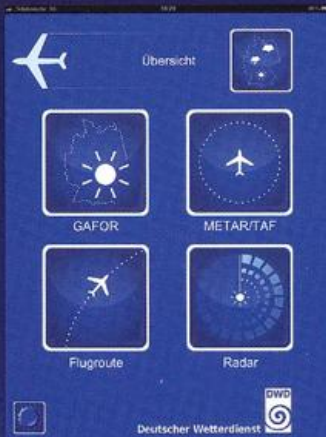 Übersicht
GAFOR
METAR/TAF
Flugroute
Radar
DWD
Deutscher Wetterdienst